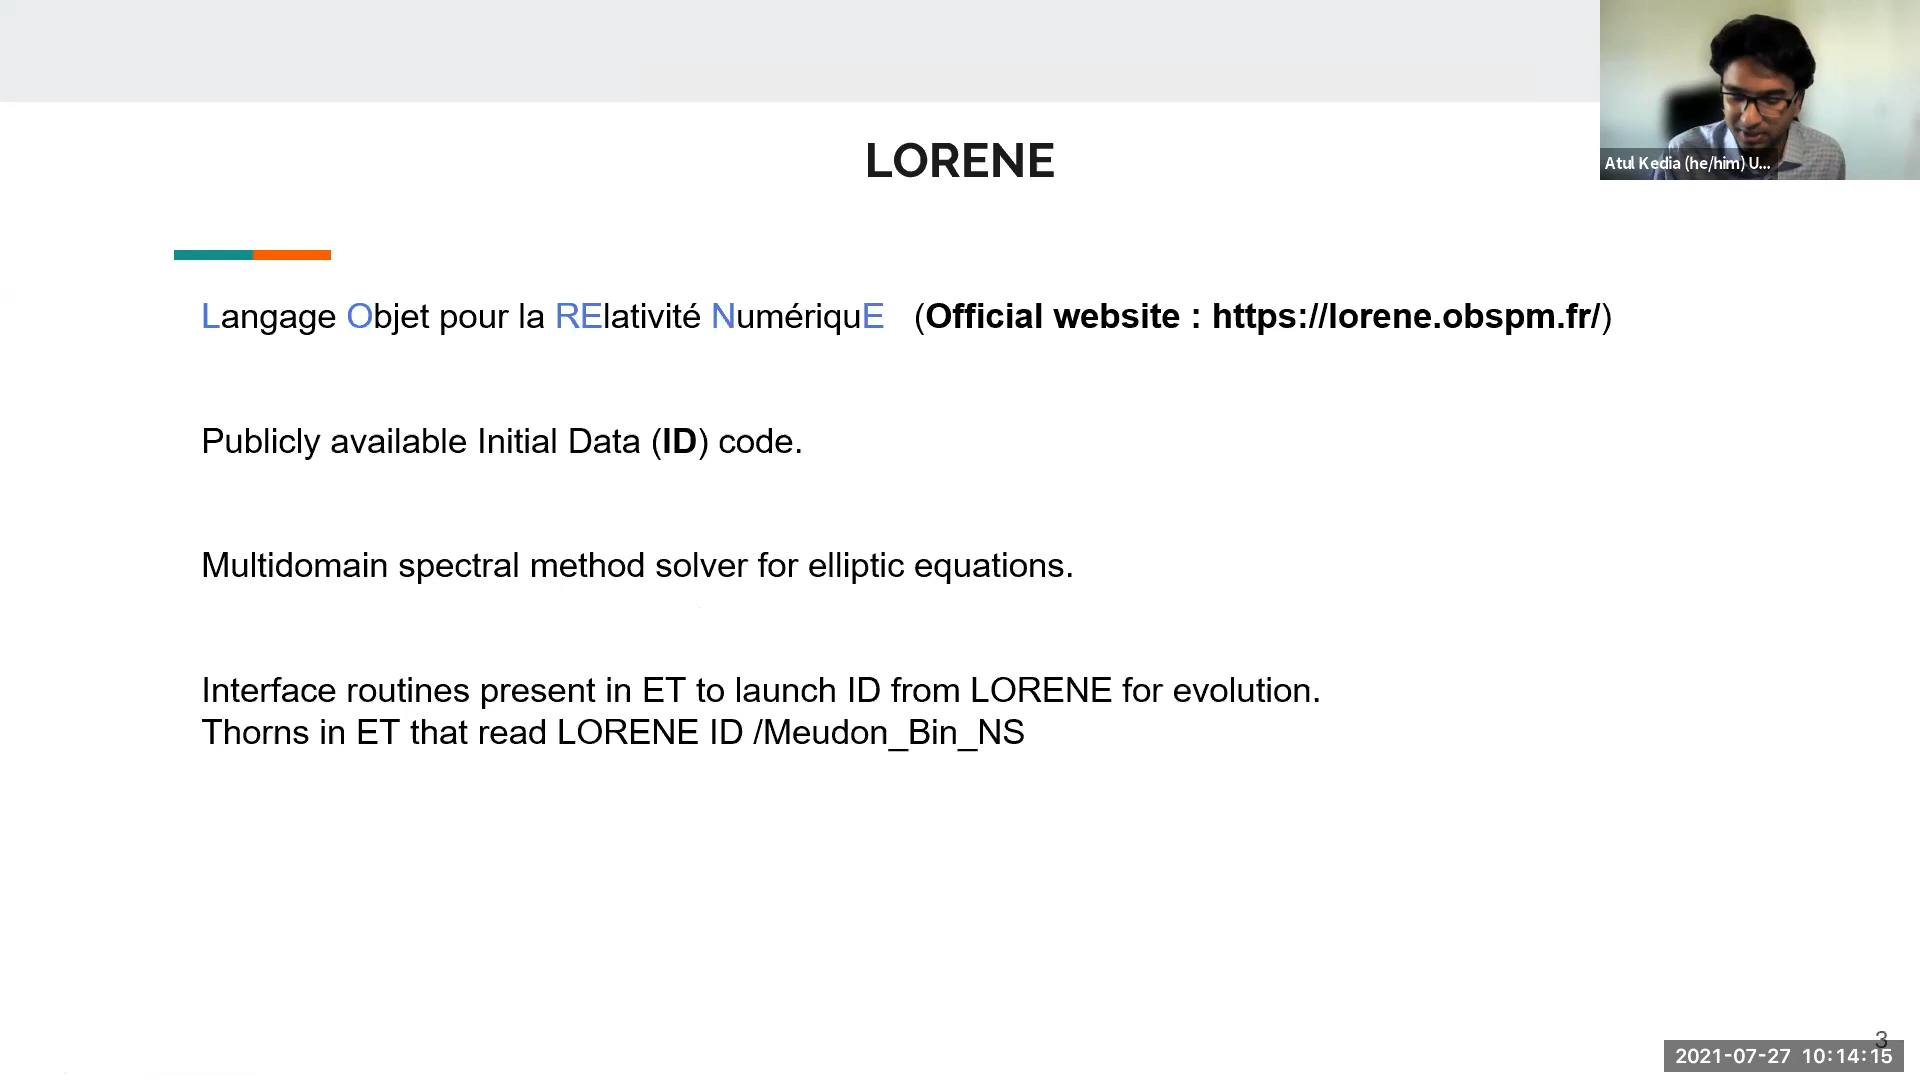 LORENE
Atul Kedia (he/him) U...
Langage Objet pour la RElativité NumériquE (Official website : https://lorene.obspm.fr/)
Publicly available Initial Data (ID) code.
Multidomain spectral method solver for elliptic equations.
Interface routines present in ET to launch ID from LORENE for evolution.
Thorns in ET that read LORENE ID /Meudon_Bin_NS
3
2021-07-27 10:14:15